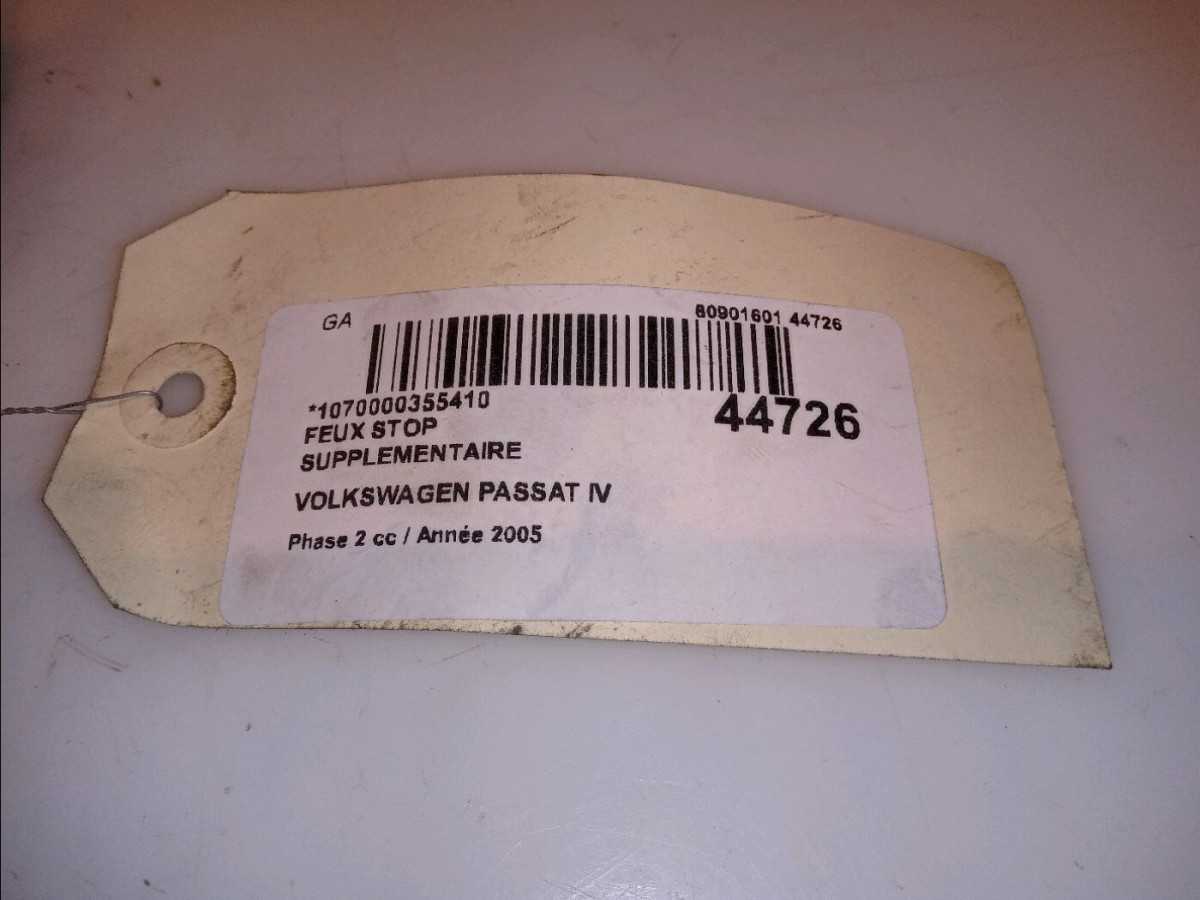 GA
80901601 44726
*1070000355410
44726
FEUX STOP
SUPPLEMENTAIRE
VOLKSWAGEN PASSAT IV
Phase 2 cc / Année 2005